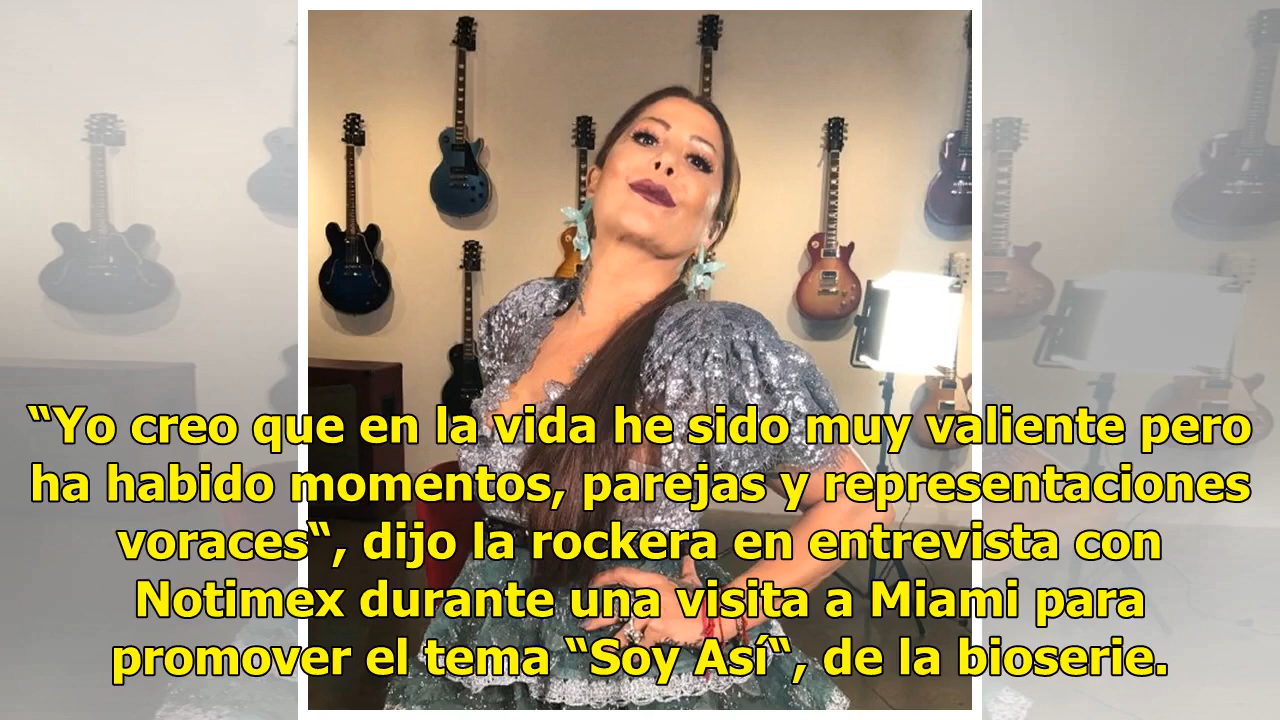 “Yo creo que en la vida he sido muy valiente pero
ha habido momentos, parejas y representaciones
voraces“, dijo la rockera en entrevista con
Notimex durante una visita a Miami para
promover el tema “Soy Así“, de la bioserie.